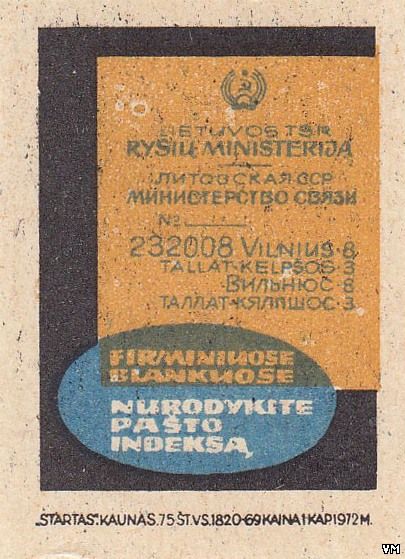 LIETUVOS TSR
RYŠIŲ MINISTERIJA
ЛИТОВСКАЯ ССР
МИНИСТЕРСТВО СВЯЗИ
№
232008 VILNIUS-8
TALLAT-KELPŠOS-3
ВИЛЬНЮС-8
ТАЛЛАТ-КЯЛПШОС-3
FIRMINIUOSE
BLANKUOSE
NURODYKITE
PAŠTO
INDEKSĄ
„STARTAS“. KAUNAS. 75 ŠT. VS. 1820-69 KAINA 1 KAP. 1972 M.
VM